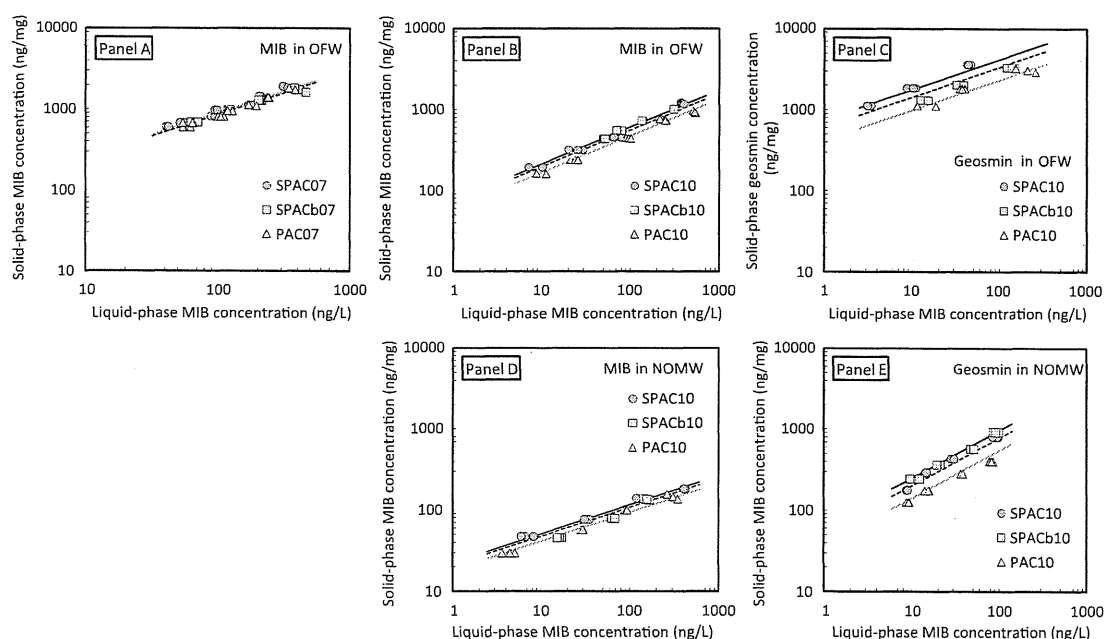 Panel A
MIB in OFW
Solid-phase MIB concentration (ng/mg)
10000
1000
100
10
SPAC07
SPACb07
PAC07
10
100
1000
Liquid-phase MIB concentration (ng/L)
Panel B
MIB in OFW
Solid-phase MIB concentration (ng/mg)
10000
1000
100
10
SPAC10
SPACb10
PAC10
1
10
100
1000
Liquid-phase MIB concentration (ng/L)
Panel C
Solid-phase geosmin concentration
(ng/mg)
10000
1000
100
10
Geosmin in OFW
SPAC10
SPACb10
PAC10
1
10
100
1000
Liquid-phase MIB concentration (ng/L)
Panel D
MIB in NOMW
Solid-phase MIB concentration (ng/mg)
10000
1000
100
10
SPAC10
SPACb10
PAC10
1
10
100
1000
Liquid-phase MIB concentration (ng/L)
Panel E
Geosmin in NOMW
Solid-phase MIB concentration (ng/mg)
10000
1000
100
10
SPAC10
SPACb10
PAC10
1
10
100
1000
Liquid-phase MIB concentration (ng/L)